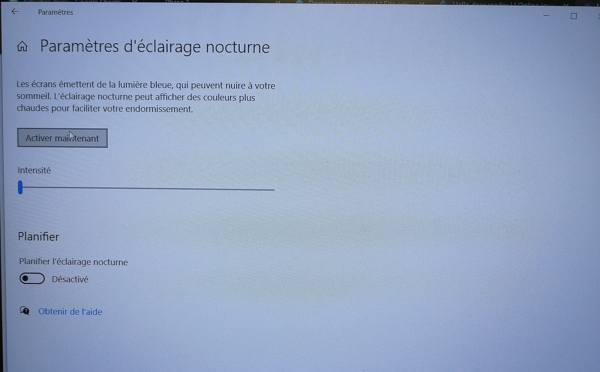 Paramètres
Paramètres d'éclairage nocturne
Les écrans émettent de la lumière bleue, qui peuvent nuire à votre
sommeil. L'éclairage nocturne peut afficher des couleurs plus
chaudes pour faciliter votre endormissement.
Activer maintenant
Intensité
Planifier
Planifier l'éclairage nocturne
Désactivé
Obtenir de l'aide